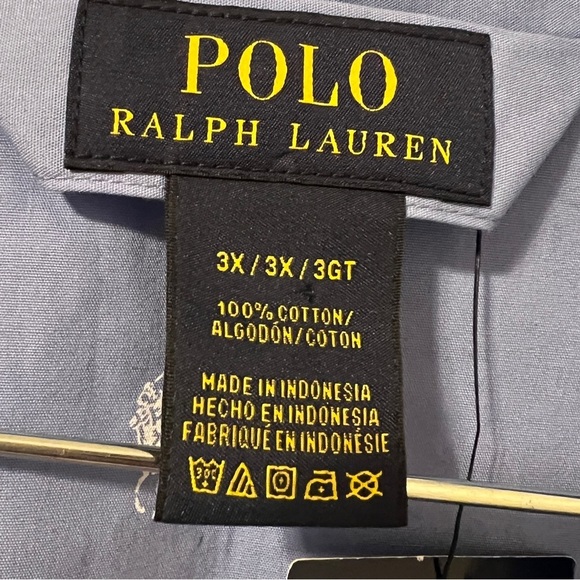 POLO
RALPH LAUREN
3X/3X/3GT
100% COTTON/
ALGODÓN/COTON
MADE IN INDONESIA
HECHO EN INDONESIA
FABRIQUÉ EN INDONÉSIE
30C